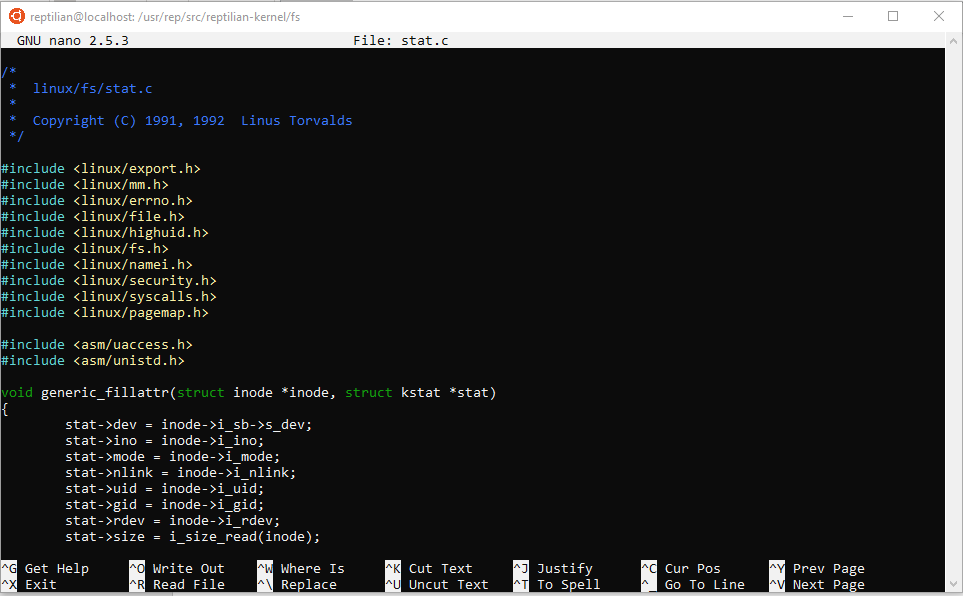 reptilian@localhost: /usr/rep/src/reptilian-kernel/fs
GNU nano 2.5.3 File: stat.c
/*
 *  linux/fs/stat.c
 *
 *  Copyright (C) 1991, 1992  Linus Torvalds
 */
#include <linux/export.h>
#include <linux/mm.h>
#include <linux/errno.h>
#include <linux/file.h>
#include <linux/highuid.h>
#include <linux/fs.h>
#include <linux/namei.h>
#include <linux/security.h>
#include <linux/syscalls.h>
#include <linux/pagemap.h>
#include <asm/uaccess.h>
#include <asm/unistd.h>
void generic_fillattr(struct inode *inode, struct kstat *stat)
{
        stat->dev = inode->i_sb->s_dev;
        stat->ino = inode->i_ino;
        stat->mode = inode->i_mode;
        stat->nlink = inode->i_nlink;
        stat->uid = inode->i_uid;
        stat->gid = inode->i_gid;
        stat->rdev = inode->i_rdev;
        stat->size = i_size_read(inode);
^G Get Help ^O Write Out ^W Where Is ^K Cut Text ^J Justify ^C Cur Pos ^Y Prev Page
^X Exit ^R Read File ^\ Replace ^U Uncut Text ^T To Spell ^_ Go To Line ^V Next Page